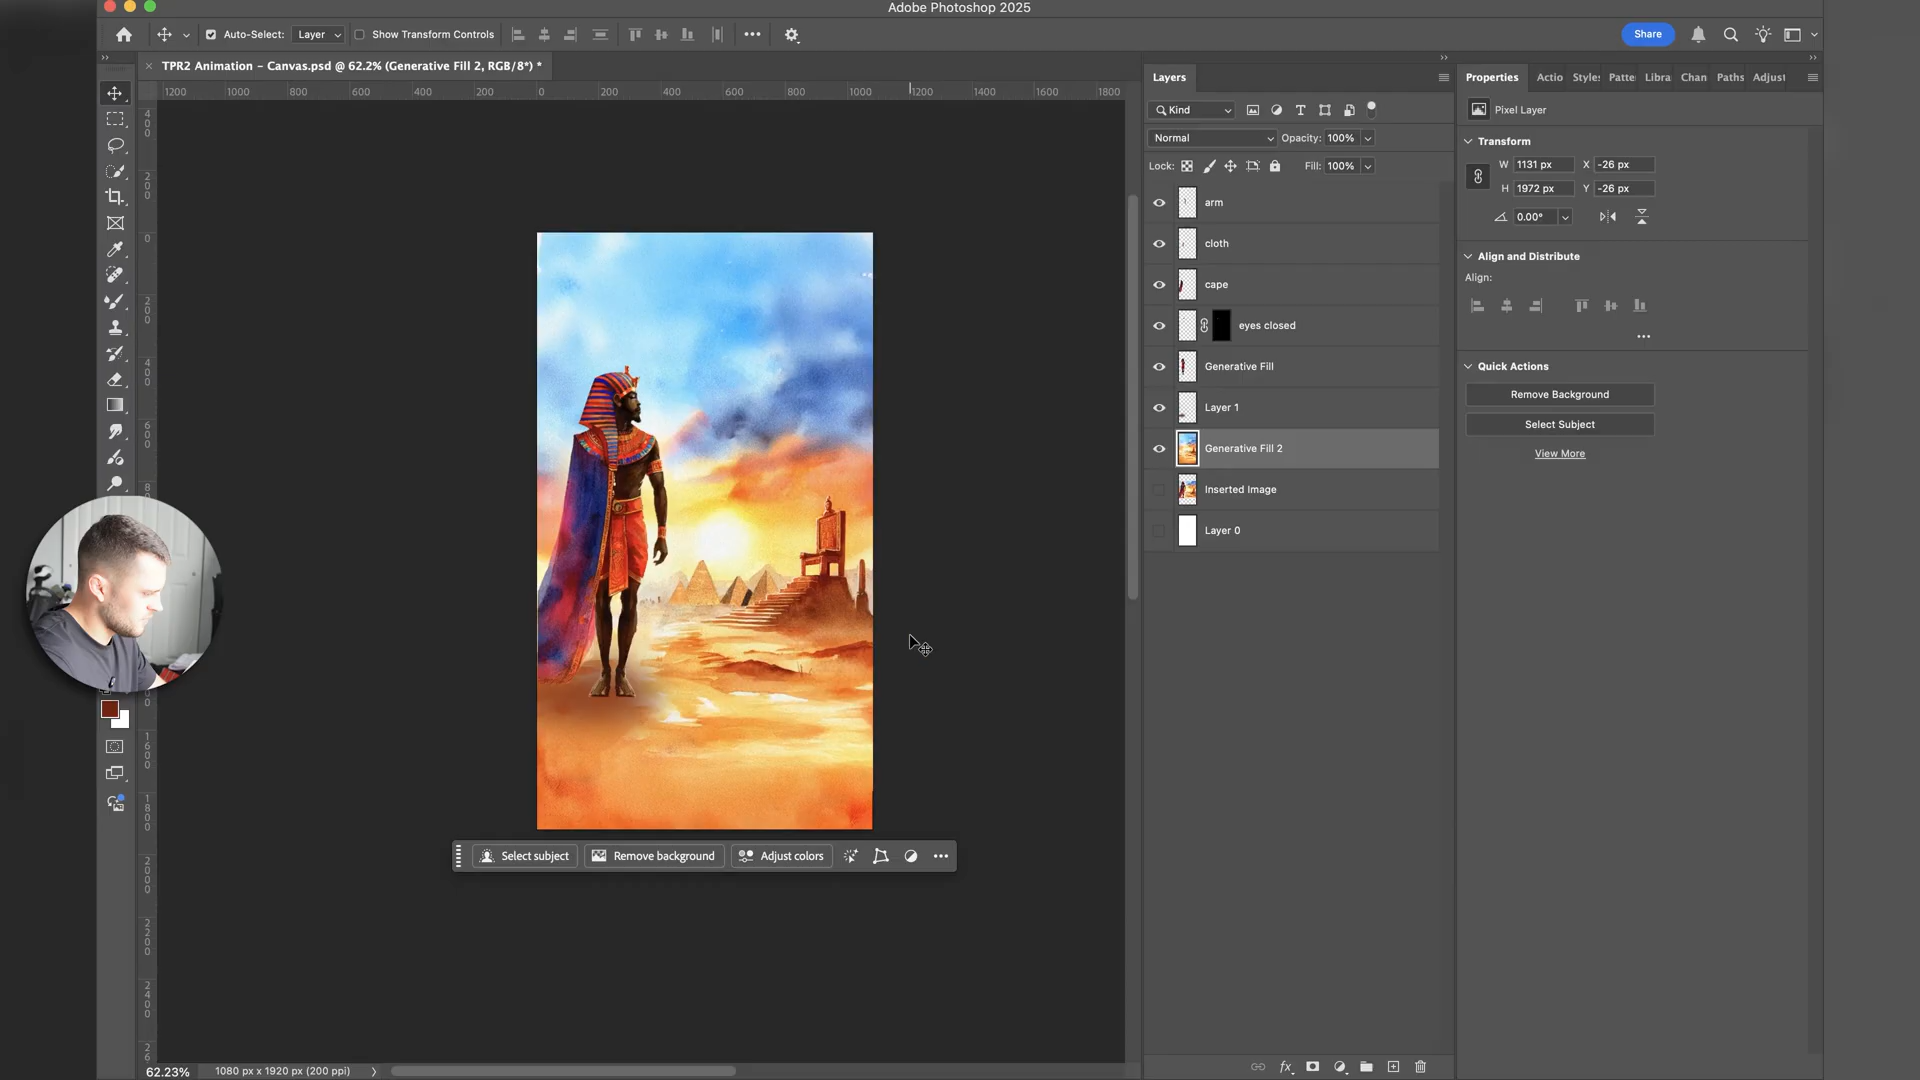 Adobe Photoshop 2025
Auto-Select:
Layer
Show Transform Controls
Share
TPR2 Animation – Canvas.psd @ 62.2% (Generative Fill 2, RGB/8*) *
1200 1000 800 600 400 200 0 200 400 600 800 1000 1200 1400 1600 1800
Layers
Kind
Normal
Opacity: 100%
Lock:
Fill: 100%
arm
cloth
cape
eyes closed
Generative Fill
Layer 1
Generative Fill 2
Inserted Image
Layer 0
Properties
Actio
Styles
Patte
Libra
Chan
Paths
Adjust
Pixel Layer
Transform
W 1131 px X -26 px
H 1972 px Y -26 px
0.00°
Align and Distribute
Align:
Quick Actions
Remove Background
Select Subject
View More
Select subject
Remove background
Adjust colors
62.23%
1080 px x 1920 px (200 ppi)